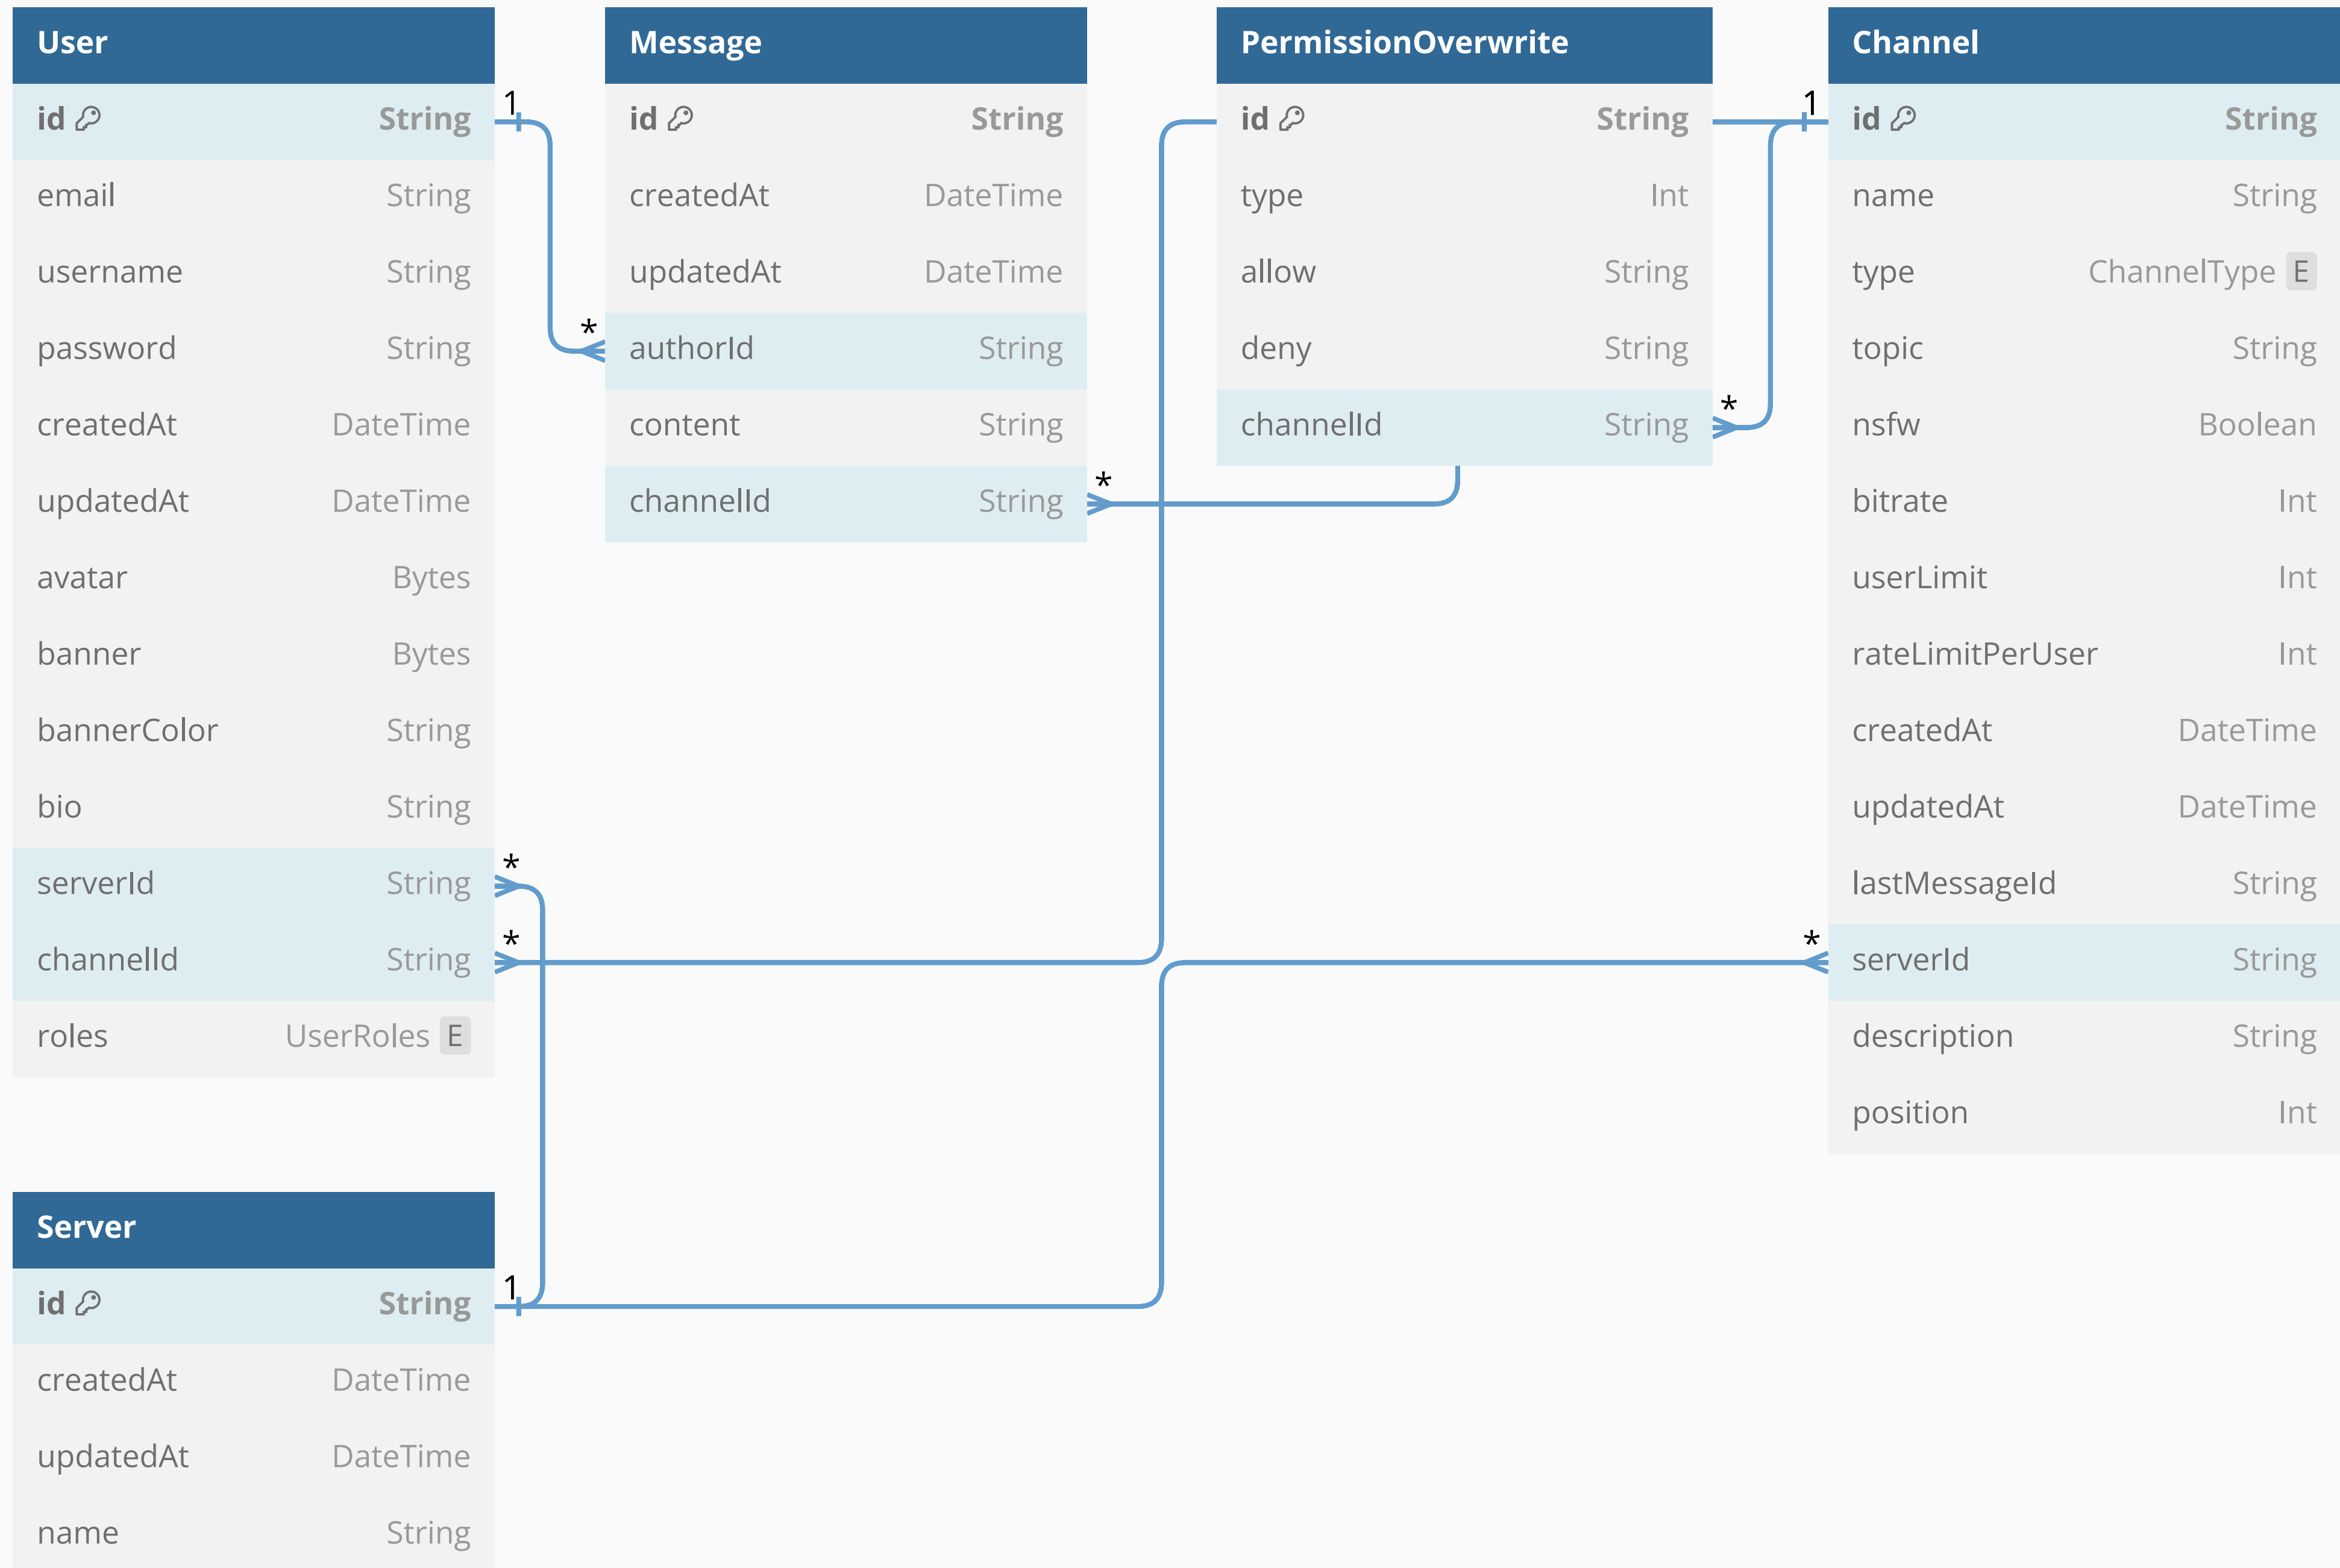 User
id String
email String
username String
password String
createdAt DateTime
updatedAt DateTime
avatar Bytes
banner Bytes
bannerColor String
bio String
serverId String
channelId String
roles UserRoles E
1
*
*
*
Message
id String
createdAt DateTime
updatedAt DateTime
authorId String
content String
channelId String
*
PermissionOverwrite
id String
type Int
allow String
deny String
channelId String
*
1
Channel
id String
name String
type ChannelType E
topic String
nsfw Boolean
bitrate Int
userLimit Int
rateLimitPerUser Int
createdAt DateTime
updatedAt DateTime
lastMessageId String
serverId String
description String
position Int
*
Server
id String
createdAt DateTime
updatedAt DateTime
name String
1